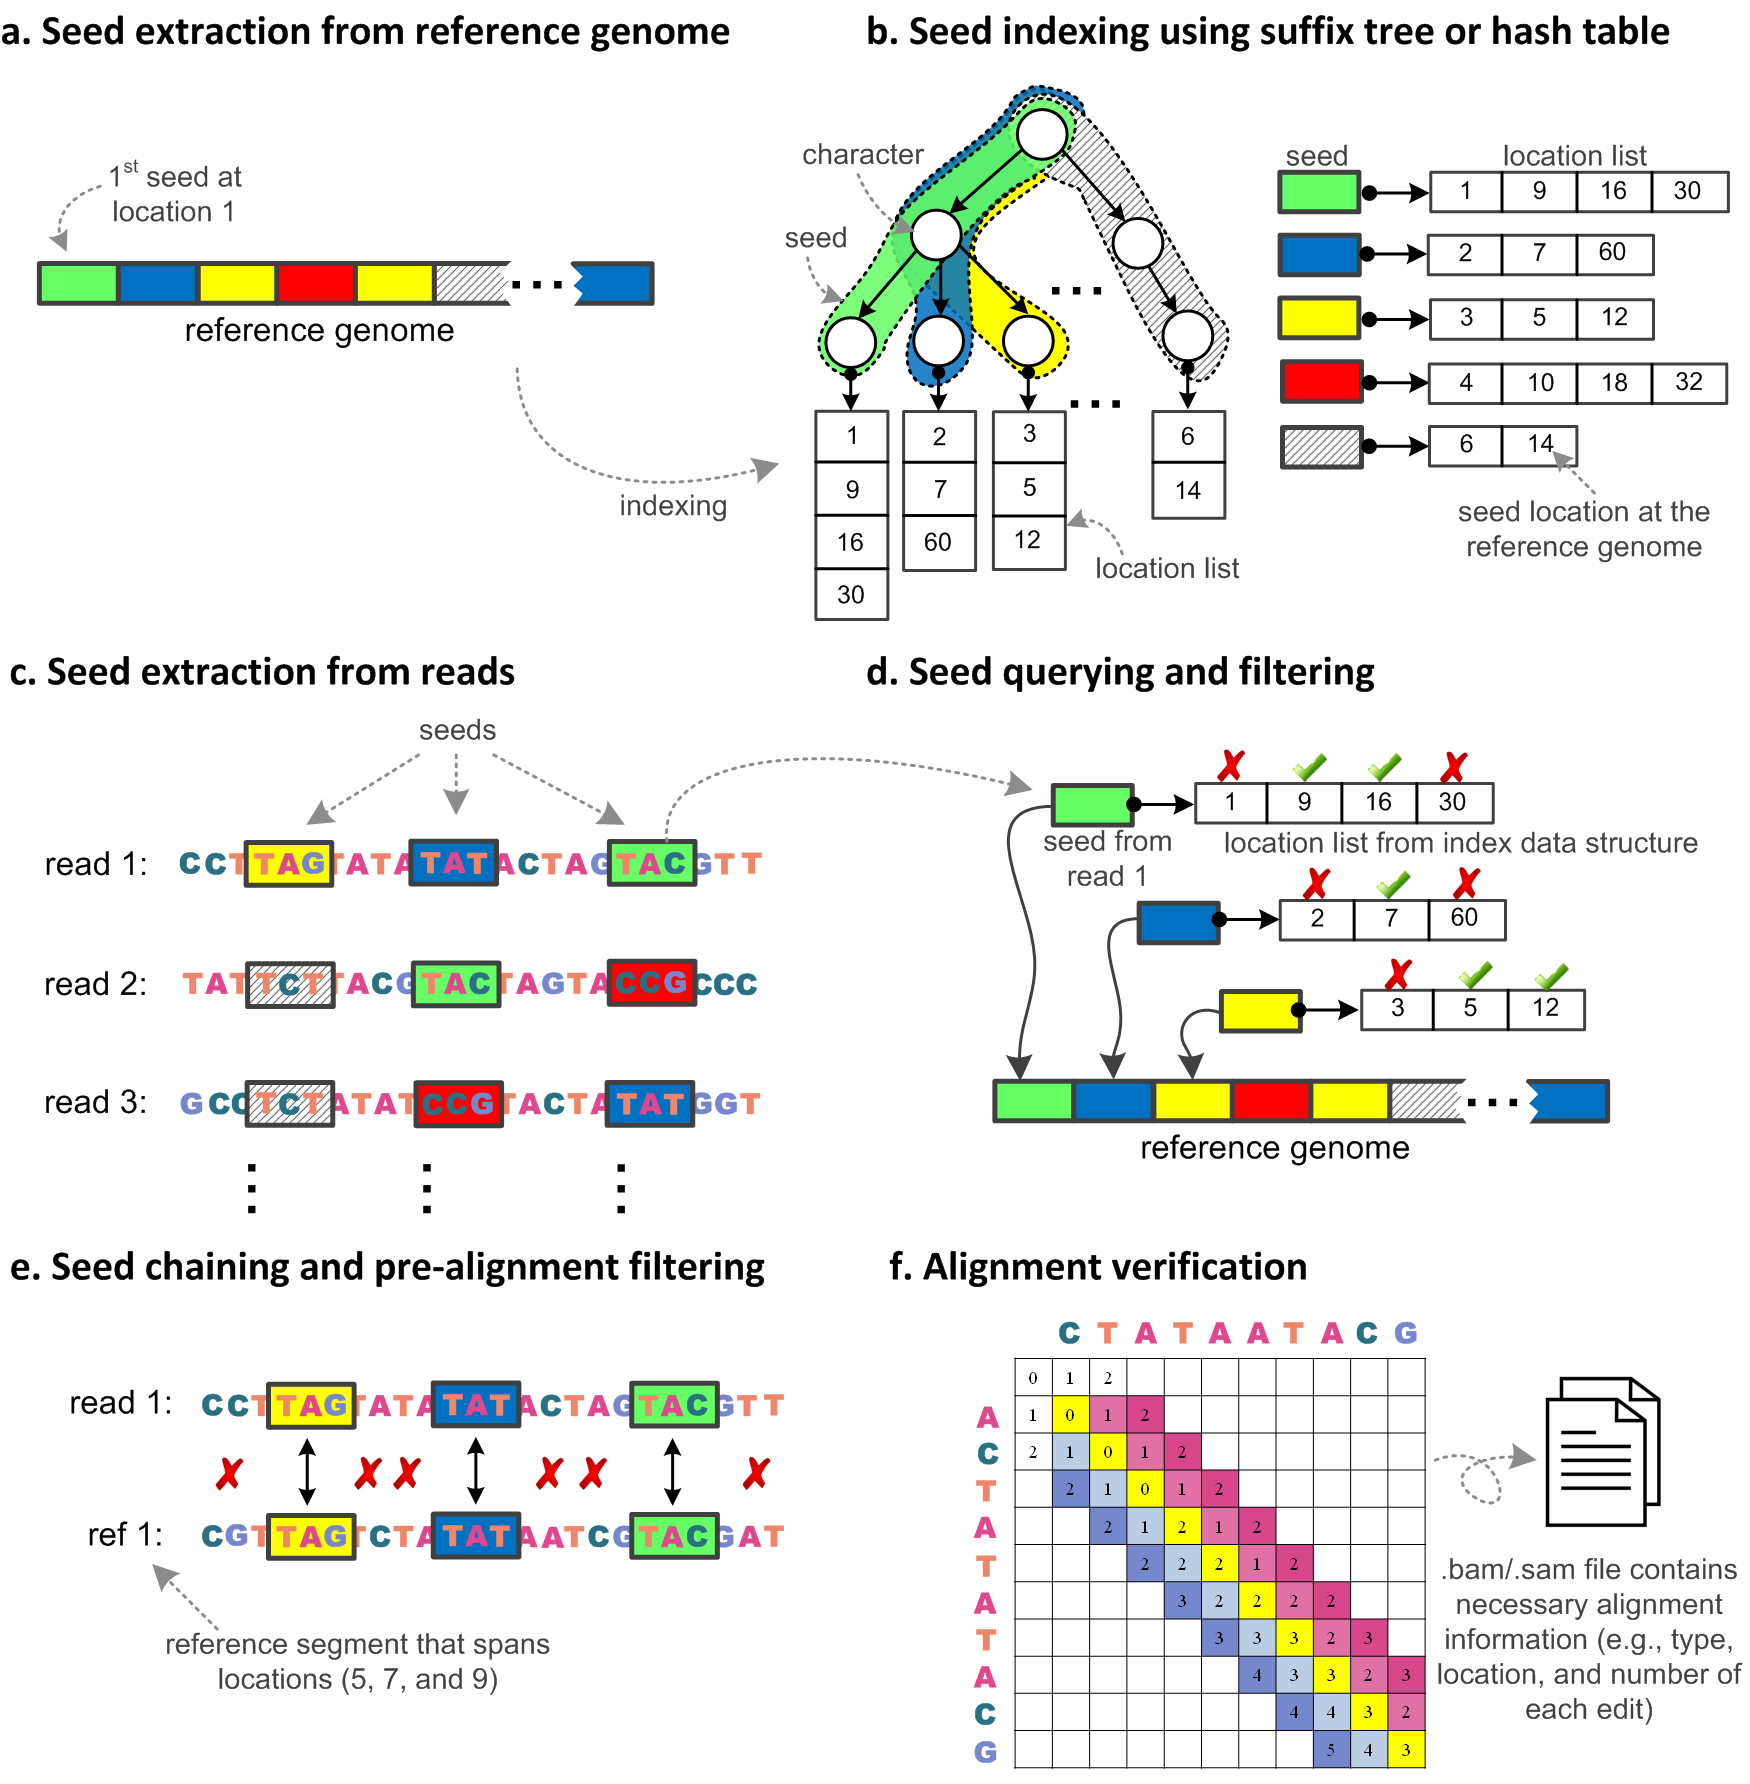 a. Seed extraction from reference genome
1st seed at
location 1
reference genome
indexing
b. Seed indexing using suffix tree or hash table
character
seed
1 2 3 6
9 7 5 14
16 60 12
30
location list
seed location list
1 9 16 30
2 7 60
3 5 12
4 10 18 32
6 14
seed location at the
reference genome
c. Seed extraction from reads
seeds
read 1: CCTTAGTATATATACTAGTACGTT
read 2: TATTCTTACGTACTAGTACCGCCC
read 3: GCCTCTATATCCGTACTATATGGT
d. Seed querying and filtering
1 9 16 30
seed from
read 1
location list from index data structure
2 7 60
3 5 12
reference genome
e. Seed chaining and pre-alignment filtering
read 1: CCTTAGTATATATACTAGTACGTT
ref 1: CGTTAGTCTATATAATCGTACGAT
reference segment that spans
locations (5, 7, and 9)
f. Alignment verification
C T A T A A T A C G
0 1 2
A 1 0 1 2
C 2 1 0 1 2
T 2 1 0 1 2
A 2 1 2 1 2
T 2 2 2 1 2
A 3 2 2 2 2
T 3 3 3 2 3
A 4 3 3 2 3
C 4 4 3 2
G 5 4 3
.bam/.sam file contains
necessary alignment
information (e.g., type,
location, and number of
each edit)